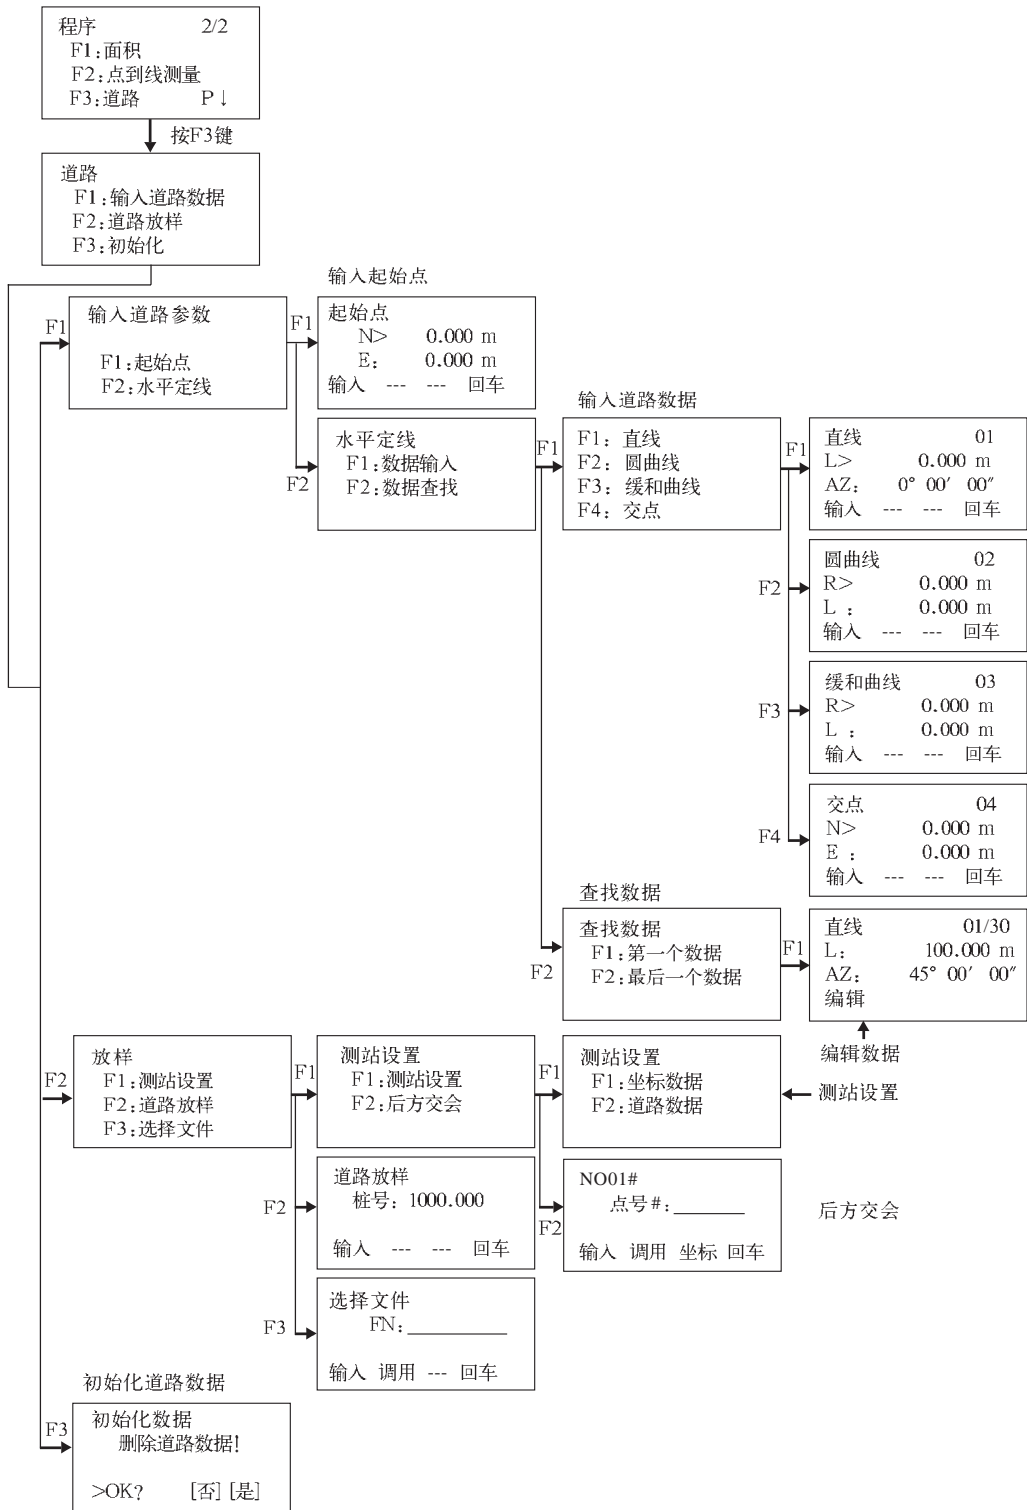 程序 2/2
F1:面积
F2:点到线测量
F3:道路 P↓
按F3键
道路
F1:输入道路数据
F2:道路放样
F3:初始化
F1
输入道路参数
F1:起始点
F2:水平定线
输入起始点
F1
起始点
N> 0.000 m
E: 0.000 m
输入 --- --- 回车
F2
水平定线
F1:数据输入
F2:数据查找
输入道路数据
F1
F1: 直线
F2: 圆曲线
F3: 缓和曲线
F4: 交点
F1
直线 01
L> 0.000 m
AZ: 0° 00′ 00″
输入 --- --- 回车
F2
圆曲线 02
R> 0.000 m
L : 0.000 m
输入 --- --- 回车
F3
缓和曲线 03
R> 0.000 m
L : 0.000 m
输入 --- --- 回车
F4
交点 04
N> 0.000 m
E : 0.000 m
输入 --- --- 回车
查找数据
F2
查找数据
F1:第一个数据
F2:最后一个数据
F1
直线 01/30
L: 100.000 m
AZ: 45° 00′ 00″
编辑
编辑数据
F2
放样
F1:测站设置
F2:道路放样
F3:选择文件
F1
测站设置
F1:测站设置
F2:后方交会
F1
测站设置
F1:坐标数据
F2:道路数据
测站设置
F2
道路放样
桩号: 1000.000
输入 --- --- 回车
F2
NO01#
点号#:________
输入 调用 坐标 回车
后方交会
F3
选择文件
FN:___________
输入 调用 --- 回车
初始化道路数据
F3
初始化数据
删除道路数据!
>OK? [否] [是]